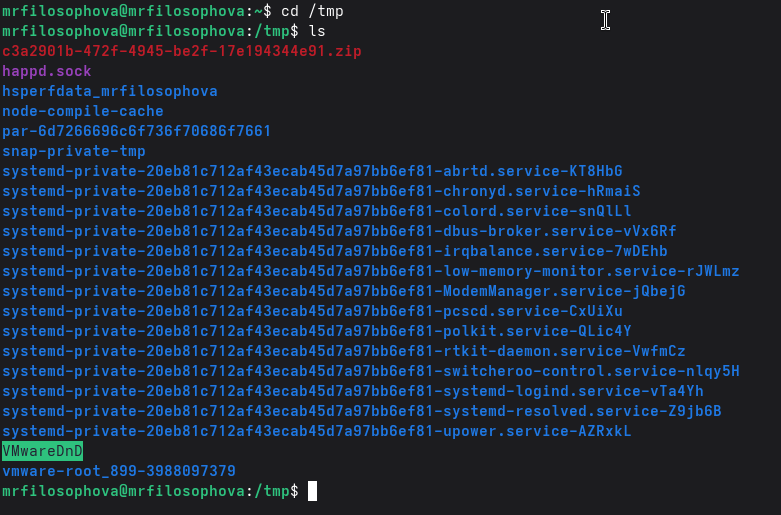 mrfilosophova@mrfilosophova:~$ cd /tmp
mrfilosophova@mrfilosophova:/tmp$ ls
c3a2901b-472f-4945-be2f-17e194344e91.zip
happd.sock
hsperfdata_mrfilosophova
node-compile-cache
par-6d7266696c6f736f70686f7661
snap-private-tmp
systemd-private-20eb81c712af43ecab45d7a97bb6ef81-abrtd.service-KT8HbG
systemd-private-20eb81c712af43ecab45d7a97bb6ef81-chronyd.service-hRmaiS
systemd-private-20eb81c712af43ecab45d7a97bb6ef81-colord.service-snQlLl
systemd-private-20eb81c712af43ecab45d7a97bb6ef81-dbus-broker.service-vVx6Rf
systemd-private-20eb81c712af43ecab45d7a97bb6ef81-irqbalance.service-7wDEhb
systemd-private-20eb81c712af43ecab45d7a97bb6ef81-low-memory-monitor.service-rJWLmz
systemd-private-20eb81c712af43ecab45d7a97bb6ef81-ModemManager.service-jQbejG
systemd-private-20eb81c712af43ecab45d7a97bb6ef81-pcscd.service-CxUiXu
systemd-private-20eb81c712af43ecab45d7a97bb6ef81-polkit.service-QLic4Y
systemd-private-20eb81c712af43ecab45d7a97bb6ef81-rtkit-daemon.service-VwfmCz
systemd-private-20eb81c712af43ecab45d7a97bb6ef81-switcheroo-control.service-nlqy5H
systemd-private-20eb81c712af43ecab45d7a97bb6ef81-systemd-logind.service-vTa4Yh
systemd-private-20eb81c712af43ecab45d7a97bb6ef81-systemd-resolved.service-Z9jb6B
systemd-private-20eb81c712af43ecab45d7a97bb6ef81-upower.service-AZRxkL
VMwareDnD
vmware-root_899-3988097379
mrfilosophova@mrfilosophova:/tmp$